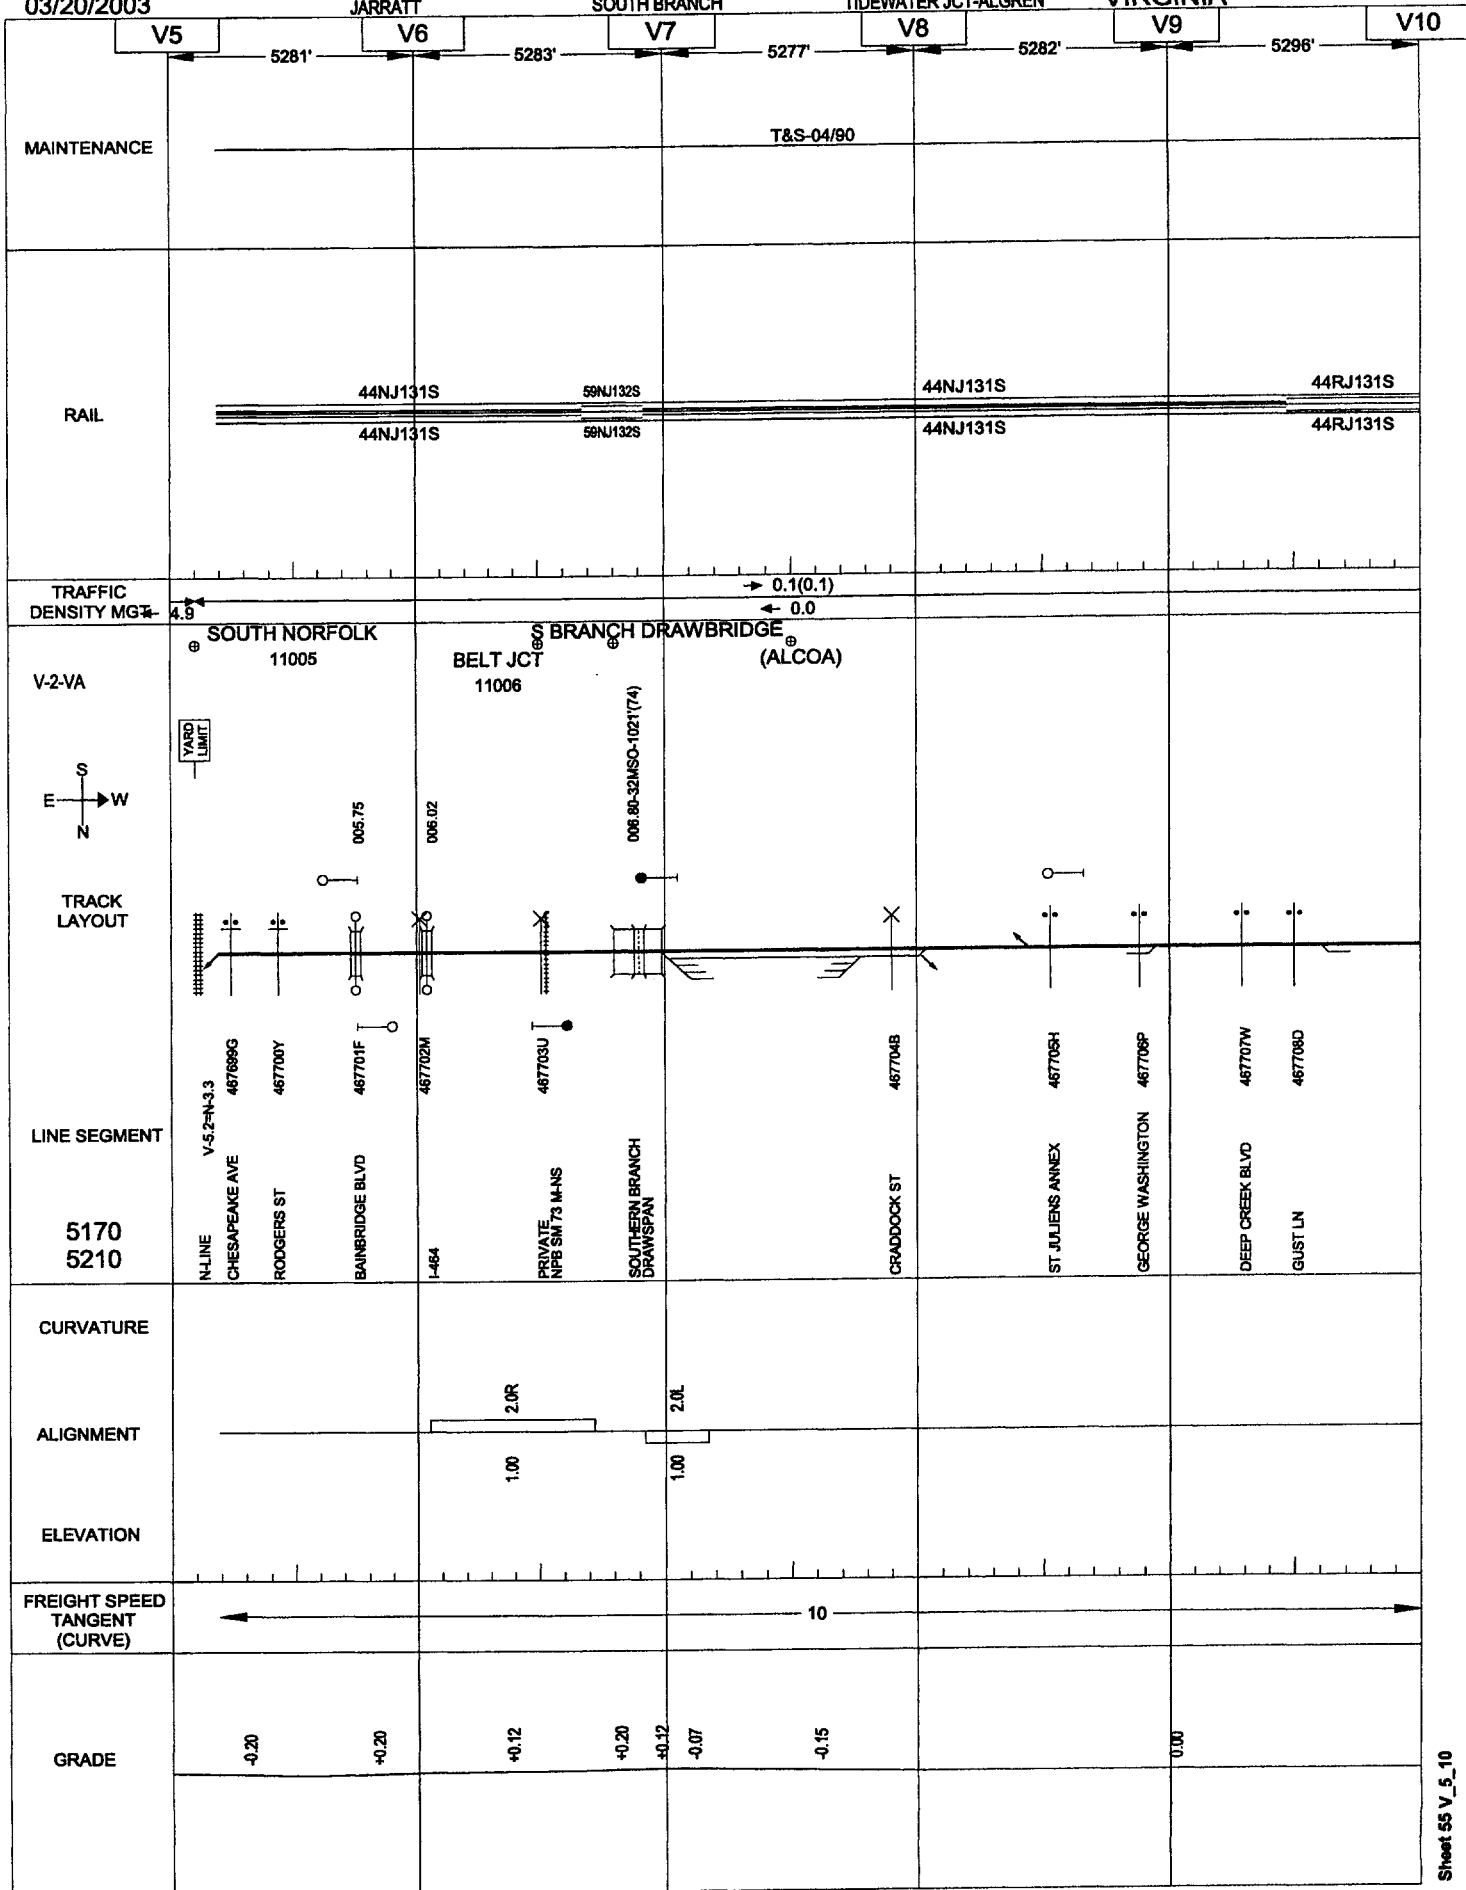 03/20/2003 JARRATT SOUTH BRANCH TIDEWATER JCT-ALGREN VIRGINIA
V5 V6 V7 V8 V9 V10
5281' 5283' 5277' 5282' 5296'
MAINTENANCE
T&S-04/90
RAIL
44NJ131S 59NJ132S 44NJ131S 44RJ131S
44NJ131S 59NJ132S 44NJ131S 44RJ131S
TRAFFIC
DENSITY MGT
4.9
0.1(0.1)
0.0
SOUTH NORFOLK
11005
BELT JCT
11006
S BRANCH DRAWBRIDGE
(ALCOA)
V-2-VA
YARD
LIMIT
S
E W
N
005.75
006.02
006.80-32MSO-1021'(74)
TRACK
LAYOUT
LINE SEGMENT
5170
5210
N-LINE V-5.2=N-3.3
CHESAPEAKE AVE 467699G
RODGERS ST 467700Y
BAINBRIDGE BLVD 467701F
I-464 467702M
PRIVATE 467703U
NPB SM 73 M-NS
SOUTHERN BRANCH
DRAWSPAN
CRADDOCK ST 467704B
ST JULIENS ANNEX 467705H
GEORGE WASHINGTON 467706P
DEEP CREEK BLVD 467707W
GUST LN 467708D
CURVATURE
2.0R 2.0L
ALIGNMENT
1.00 1.00
ELEVATION
FREIGHT SPEED
TANGENT
(CURVE)
10
GRADE
-0.20 +0.20 +0.12 +0.20 +0.12 -0.07 -0.15 0.00
Sheet 55 V_5_10